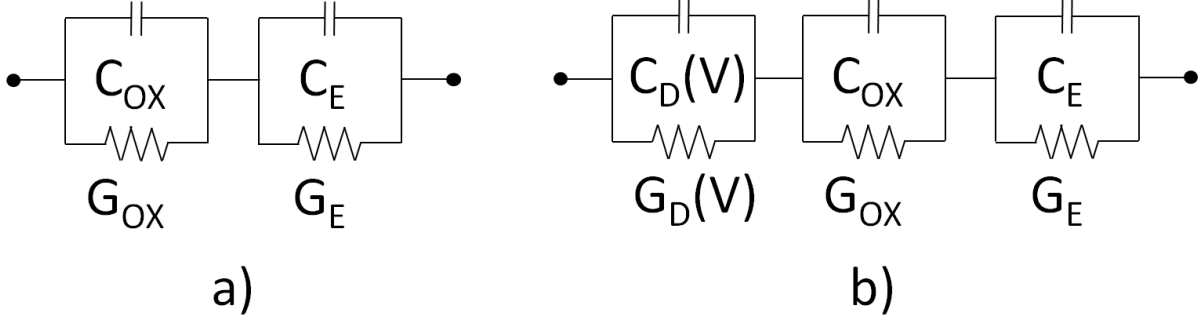 C_OX C_E C_D(V) C_OX C_E
G_OX G_E G_D(V) G_OX G_E
a) b)